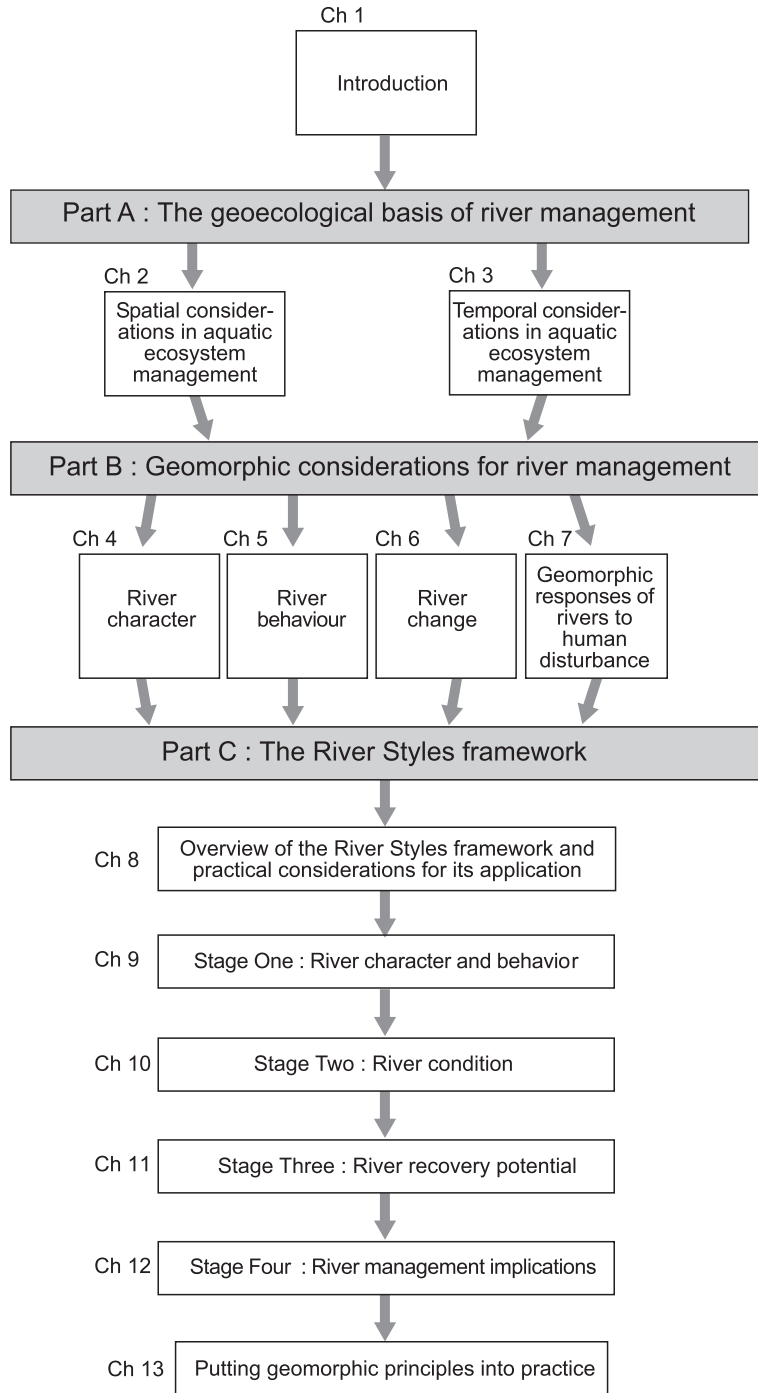 Ch 1
Introduction
Part A : The geoecological basis of river management
Ch 2
Spatial consider-
ations in aquatic
ecosystem
management
Ch 3
Temporal consider-
ations in aquatic
ecosystem
management
Part B : Geomorphic considerations for river management
Ch 4
River
character
Ch 5
River
behaviour
Ch 6
River
change
Ch 7
Geomorphic
responses of
rivers to
human
disturbance
Part C : The River Styles framework
Ch 8
Overview of the River Styles framework and
practical considerations for its application
Ch 9
Stage One : River character and behavior
Ch 10
Stage Two : River condition
Ch 11
Stage Three : River recovery potential
Ch 12
Stage Four : River management implications
Ch 13
Putting geomorphic principles into practice